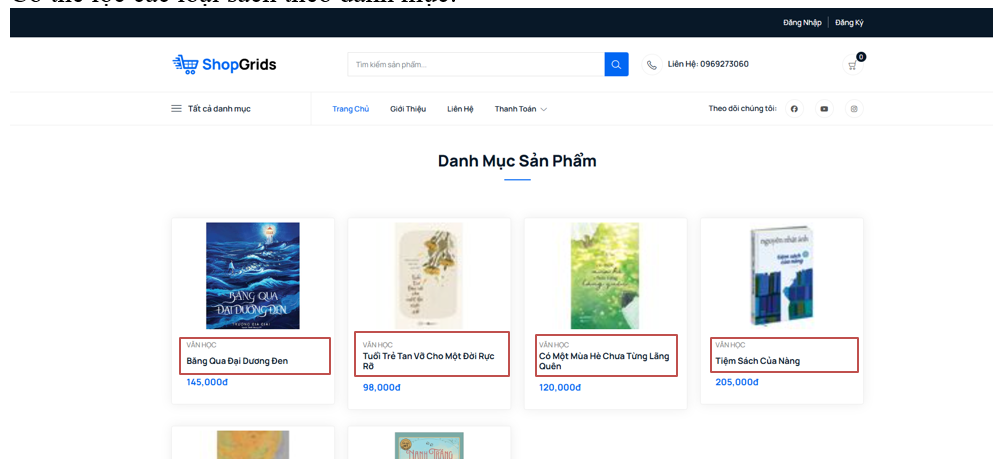 Có thể lọc các loại sách theo danh mục.
Đăng Nhập | Đăng Ký
ShopGrids
Tìm kiếm sản phẩm...
Liên Hệ: 0969273060
0
Tất cả danh mục
Trang Chủ Giới Thiệu Liên Hệ Thanh Toán
Theo dõi chúng tôi:
Danh Mục Sản Phẩm
BĂNG QUA
ĐẠI DƯƠNG ĐEN
nguyễn nhật ánh
VĂN HỌC
Băng Qua Đại Dương Đen
145,000đ
VĂN HỌC
Tuổi Trẻ Tan Vỡ Cho Một Đời Rực
Rỡ
98,000đ
VĂN HỌC
Có Một Mùa Hè Chưa Từng Lãng
Quên
120,000đ
VĂN HỌC
Tiệm Sách Của Nàng
205,000đ